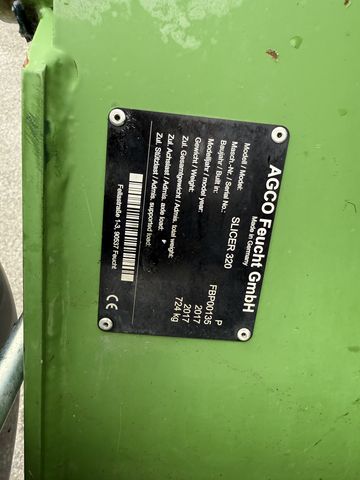 AGCO Feucht GmbH
Made in Germany
Modell / Model: SLICER 320
Masch.-Nr. / Serial No.: FBP00135 P
Baujahr / Built in: 2017
Modelljahr / model year: 2017
Gewicht / Weight: 724 kg
Zul. Gesamtgewicht / Admis. total weight:
Zul. Achslast / Admis. axle load:
Zul. Stützlast / Admis. supported load:
Fellastraße 1-3, 90537 Feucht
CE